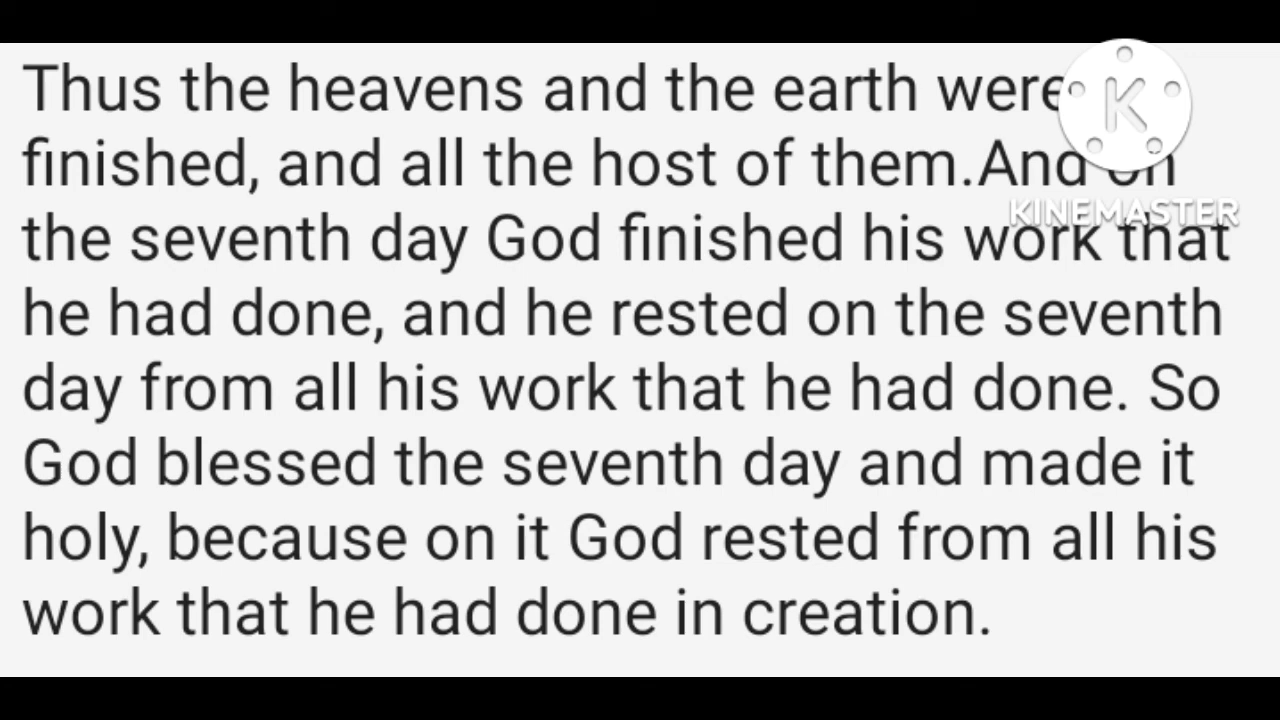 Thus the heavens and the earth were
finished, and all the host of them.And on
the seventh day God finished his work that
he had done, and he rested on the seventh
day from all his work that he had done. So
God blessed the seventh day and made it
holy, because on it God rested from all his
work that he had done in creation.
K
KINEMASTER